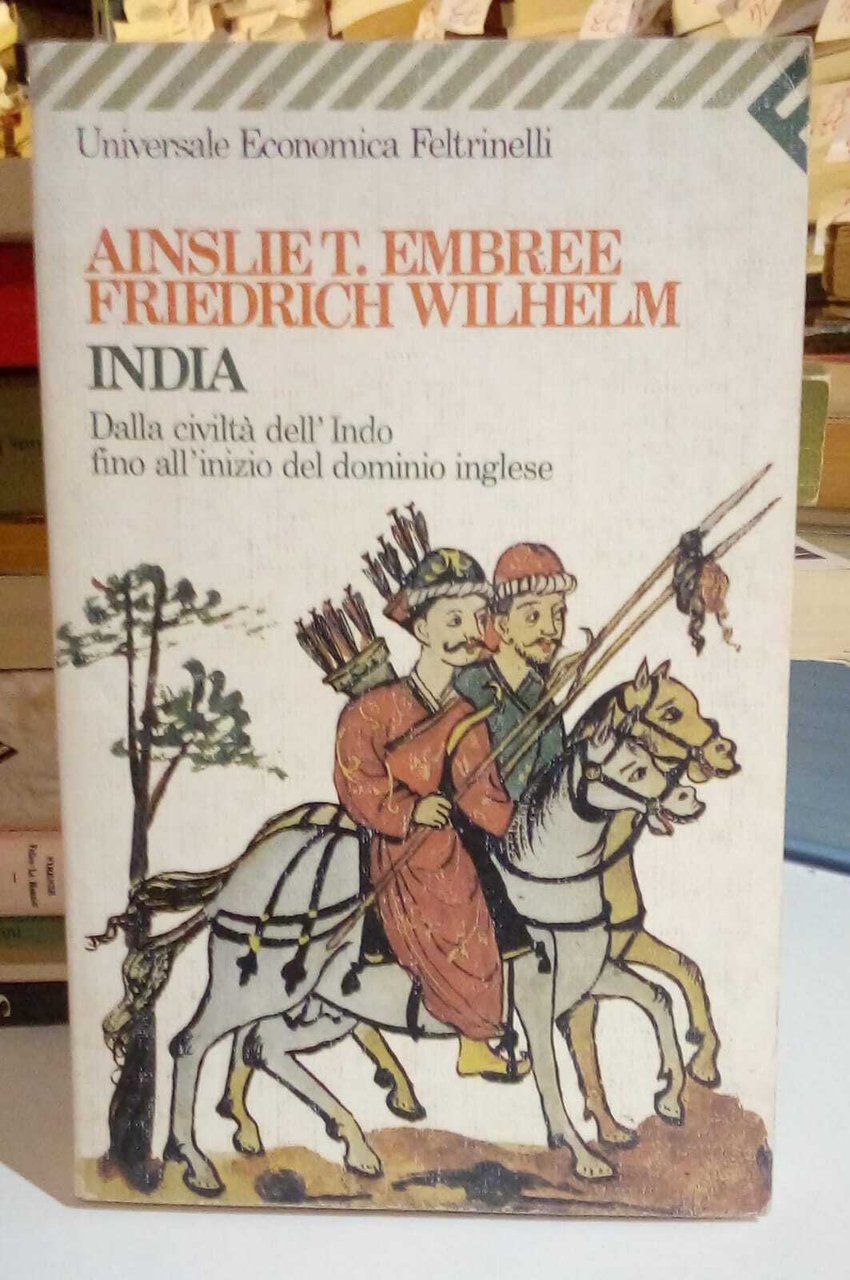 Universale Economica Feltrinelli
AINSLIE T. EMBREE
FRIEDRICH WILHELM
INDIA
Dalla civiltà dell'Indo
fino all'inizio del dominio inglese